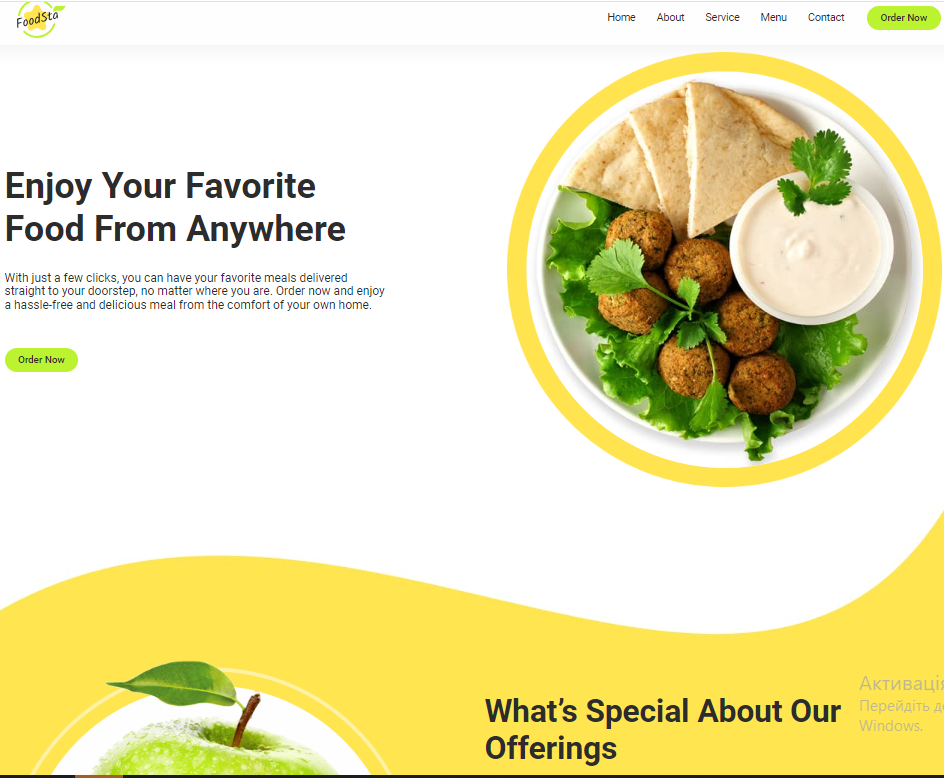 FoodSta
Home About Service Menu Contact Order Now
Enjoy Your Favorite
Food From Anywhere
With just a few clicks, you can have your favorite meals delivered
straight to your doorstep, no matter where you are. Order now and enjoy
a hassle-free and delicious meal from the comfort of your own home.
Order Now
What’s Special About Our
Offerings
Перейдіть
Windows.